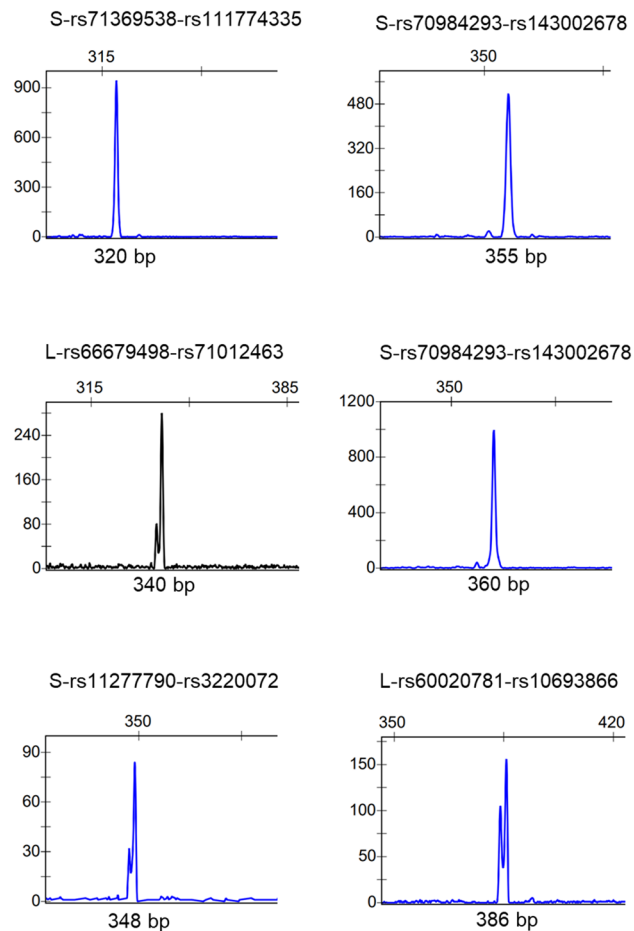 S-rs71369538-rs111774335
315
900
600
300
0
320 bp
S-rs70984293-rs143002678
350
480
320
160
0
355 bp
L-rs66679498-rs71012463
315 385
240
160
80
0
340 bp
S-rs70984293-rs143002678
350
1200
800
400
0
360 bp
S-rs11277790-rs3220072
350
90
60
30
0
348 bp
L-rs60020781-rs10693866
350 420
150
100
50
0
386 bp